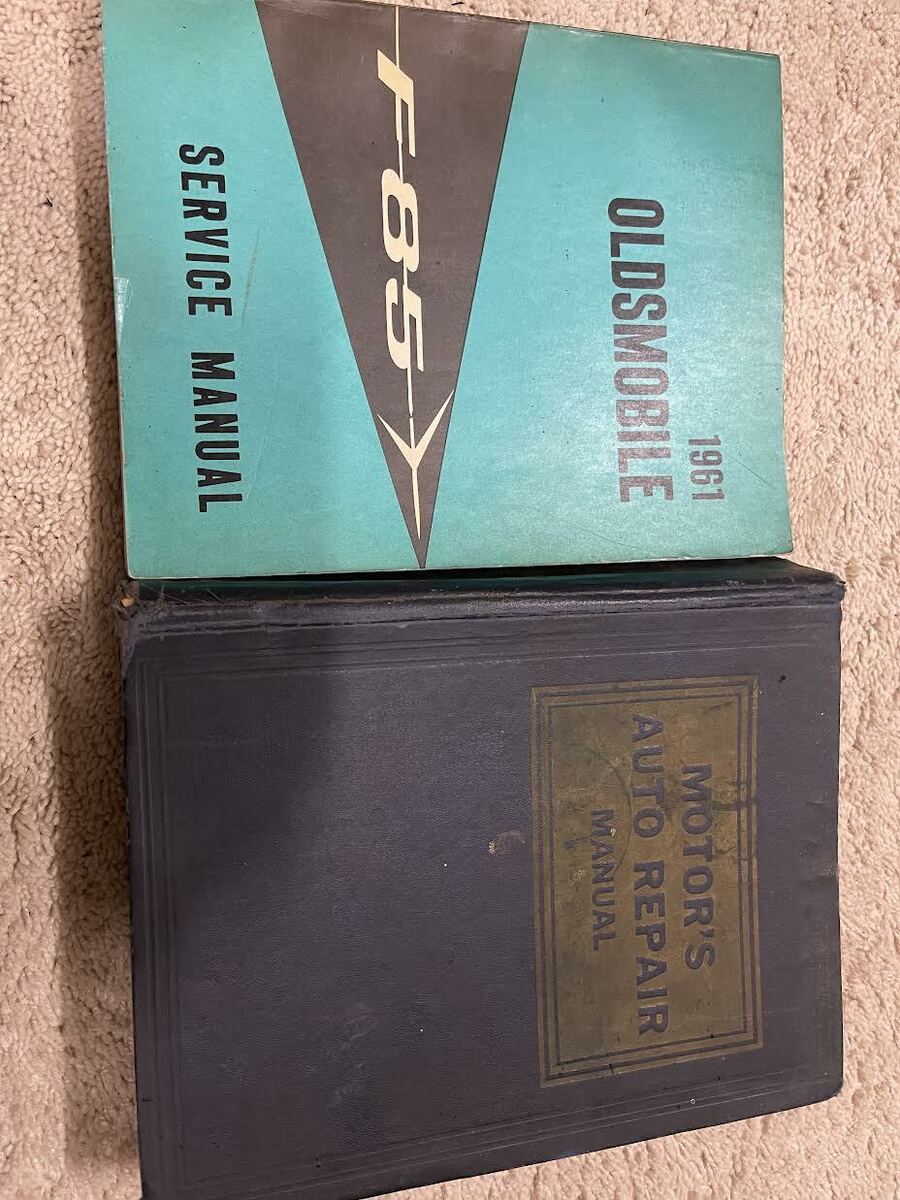 1961
OLDSMOBILE
F-85
SERVICE MANUAL
MOTOR'S
AUTO REPAIR
MANUAL